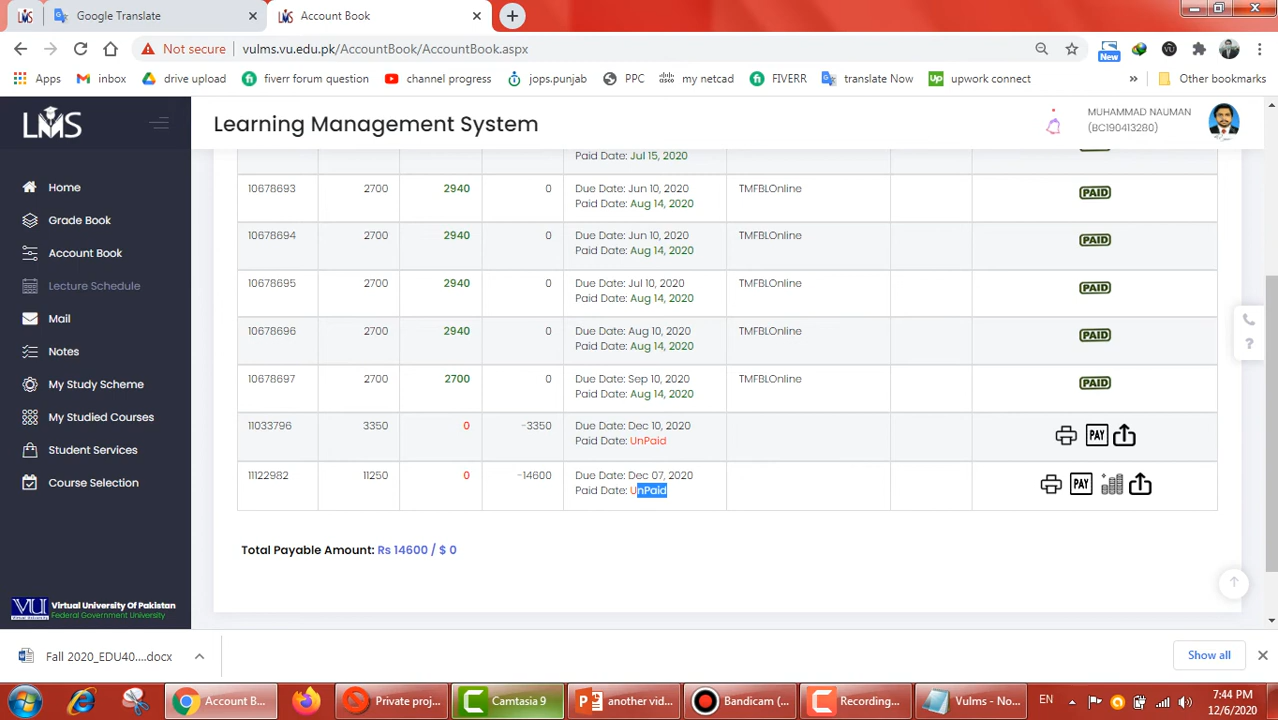 Google Translate
Account Book
Not secure
vulms.vu.edu.pk/AccountBook/AccountBook.aspx
New
Apps
inbox
drive upload
fiverr forum question
channel progress
jops.punjab
PPC
my netad
FIVERR
translate Now
upwork connect
»
Other bookmarks
LMS
Learning Management System
MUHAMMAD NAUMAN
(BC190413280)
Home
Grade Book
Account Book
Lecture Schedule
Mail
Notes
My Study Scheme
My Studied Courses
Student Services
Course Selection
VU Virtual University Of Pakistan
Federal Government University
Paid Date: Jul 15, 2020
10678693 2700 2940 0 Due Date: Jun 10, 2020 TMFBLOnline PAID
Paid Date: Aug 14, 2020
10678694 2700 2940 0 Due Date: Jun 10, 2020 TMFBLOnline PAID
Paid Date: Aug 14, 2020
10678695 2700 2940 0 Due Date: Jul 10, 2020 TMFBLOnline PAID
Paid Date: Aug 14, 2020
10678696 2700 2940 0 Due Date: Aug 10, 2020 TMFBLOnline PAID
Paid Date: Aug 14, 2020
10678697 2700 2700 0 Due Date: Sep 10, 2020 TMFBLOnline PAID
Paid Date: Aug 14, 2020
11033796 3350 0 -3350 Due Date: Dec 10, 2020 PAY
Paid Date: UnPaid
11122982 11250 0 -14600 Due Date: Dec 07, 2020 PAY
Paid Date: UnPaid
Total Payable Amount: Rs 14600 / $ 0
?
Fall 2020_EDU40....docx
Show all
Account B...
Private proj...
Camtasia 9
another vid...
Bandicam (...
Recording...
Vulms - No...
EN
7:44 PM
12/6/2020